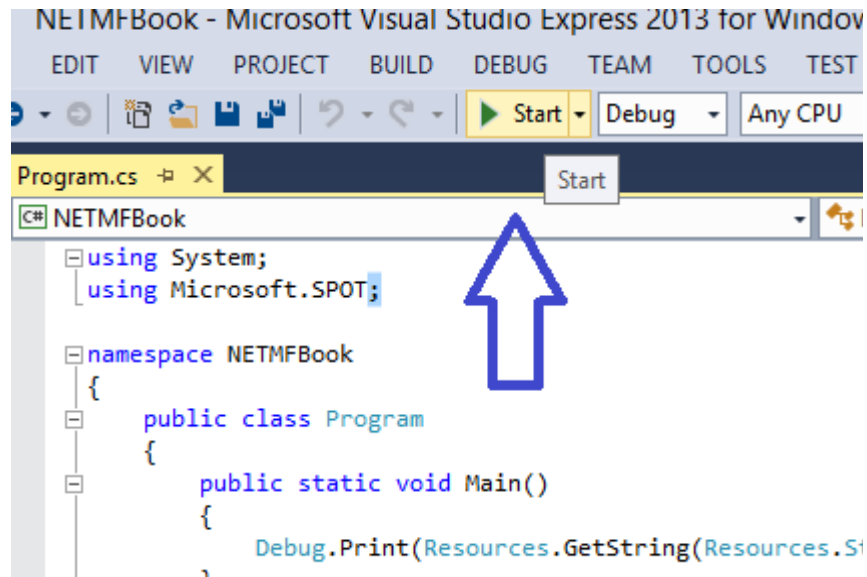 NETMFBook - Microsoft Visual Studio Express 2013 for Window
EDIT VIEW PROJECT BUILD DEBUG TEAM TOOLS TEST
Start Debug Any CPU
Program.cs
Start
C# NETMFBook
using System;
using Microsoft.SPOT;
namespace NETMFBook
{
public class Program
{
public static void Main()
{
Debug.Print(Resources.GetString(Resources.St